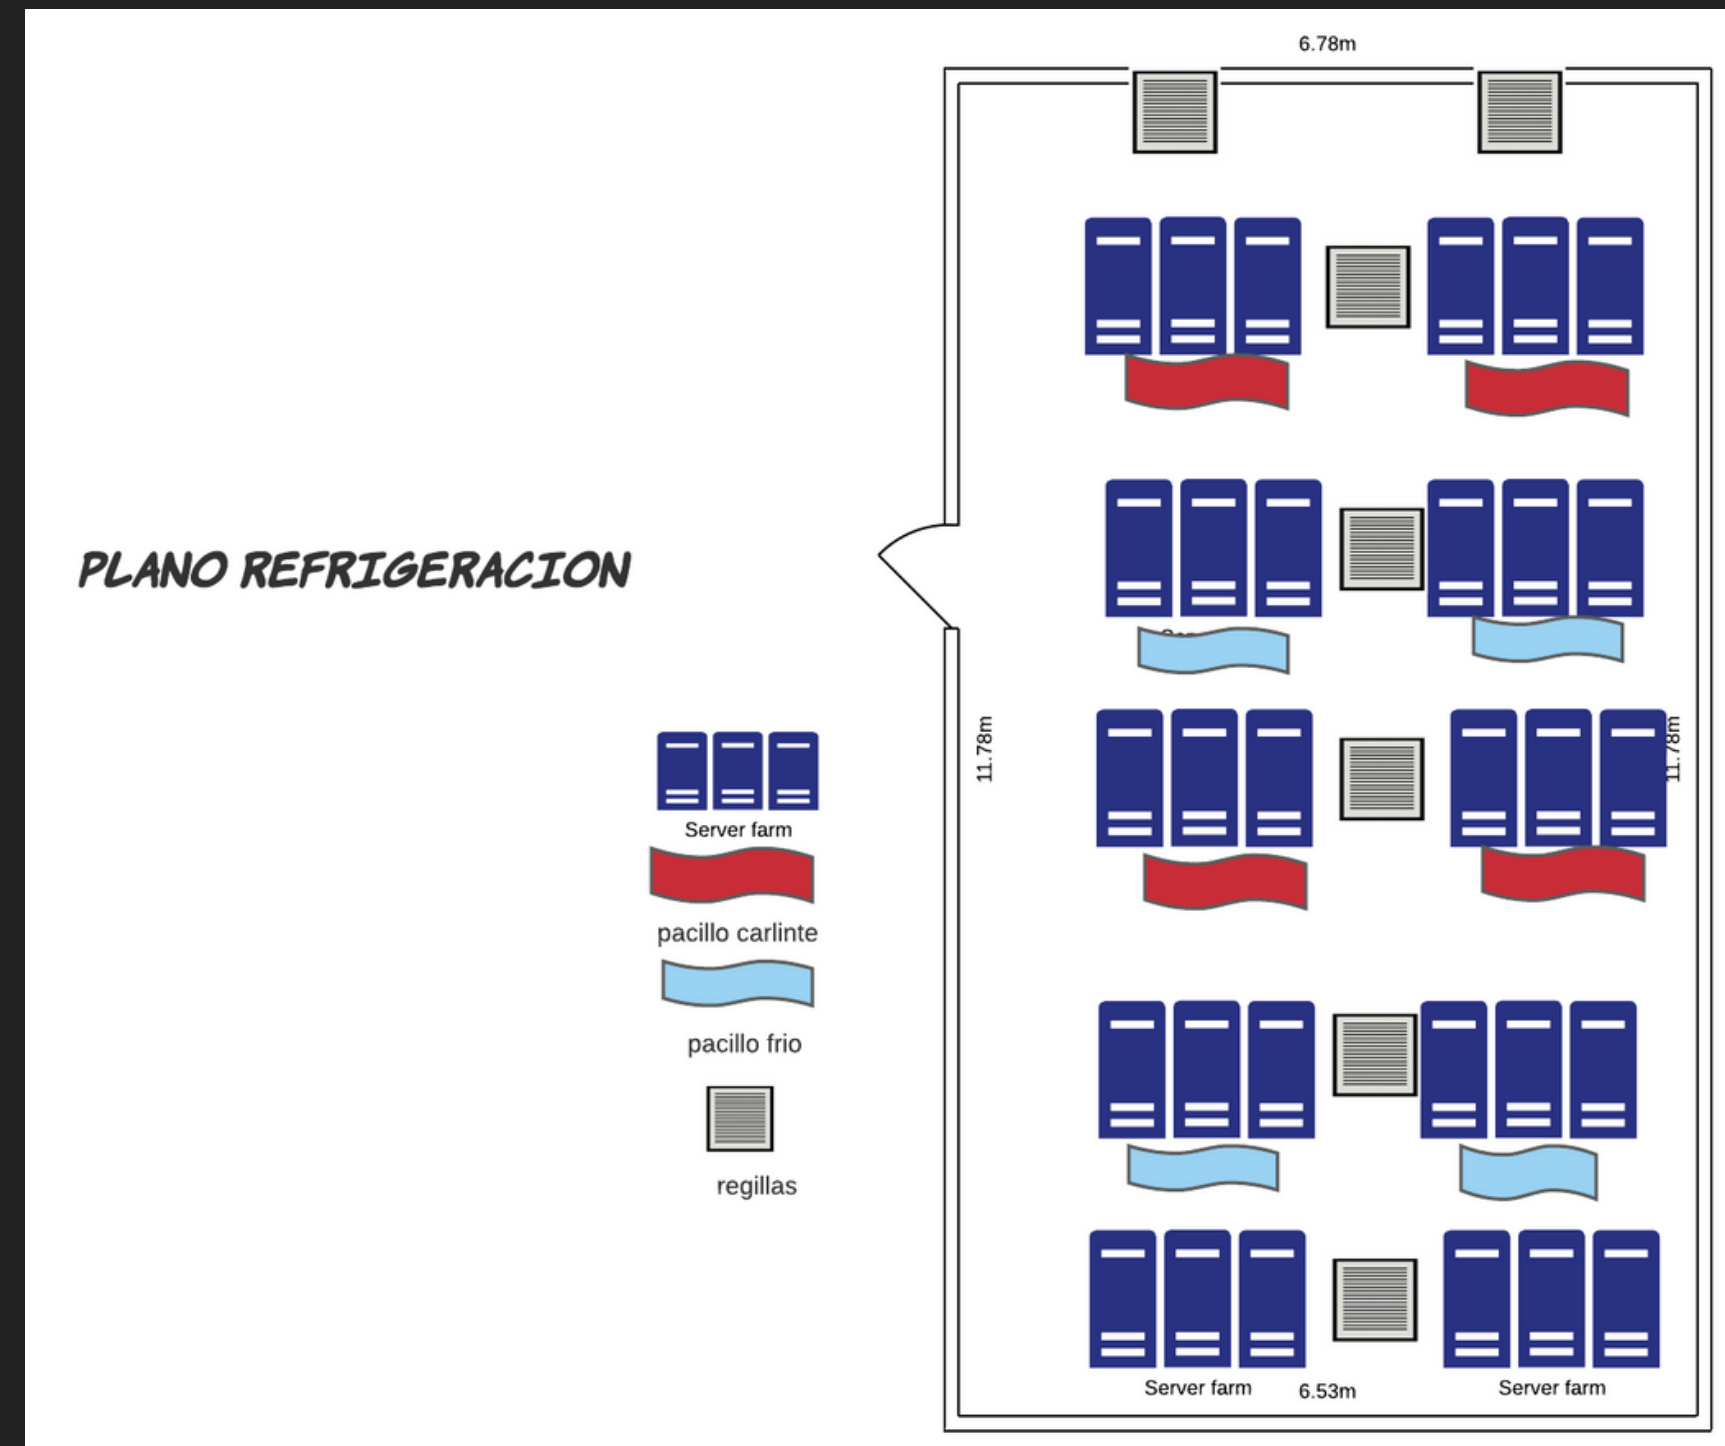 6.78m
PLANO REFRIGERACION
11.78m
11.78m
Server farm
pacillo carlinte
pacillo frio
regillas
Server farm
6.53m
Server farm